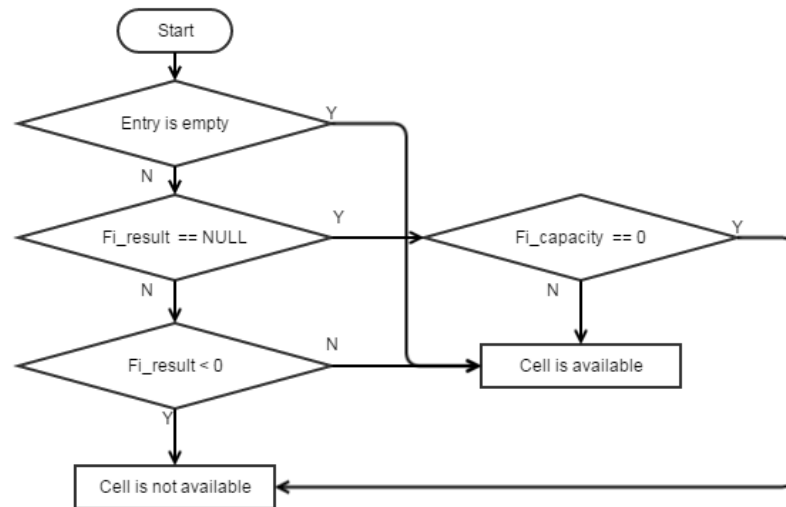 Start
Entry is empty
Y
N
Fi_result == NULL
Y
Fi_capacity == 0
Y
N
N
Fi_result < 0
N
Cell is available
Y
Cell is not available